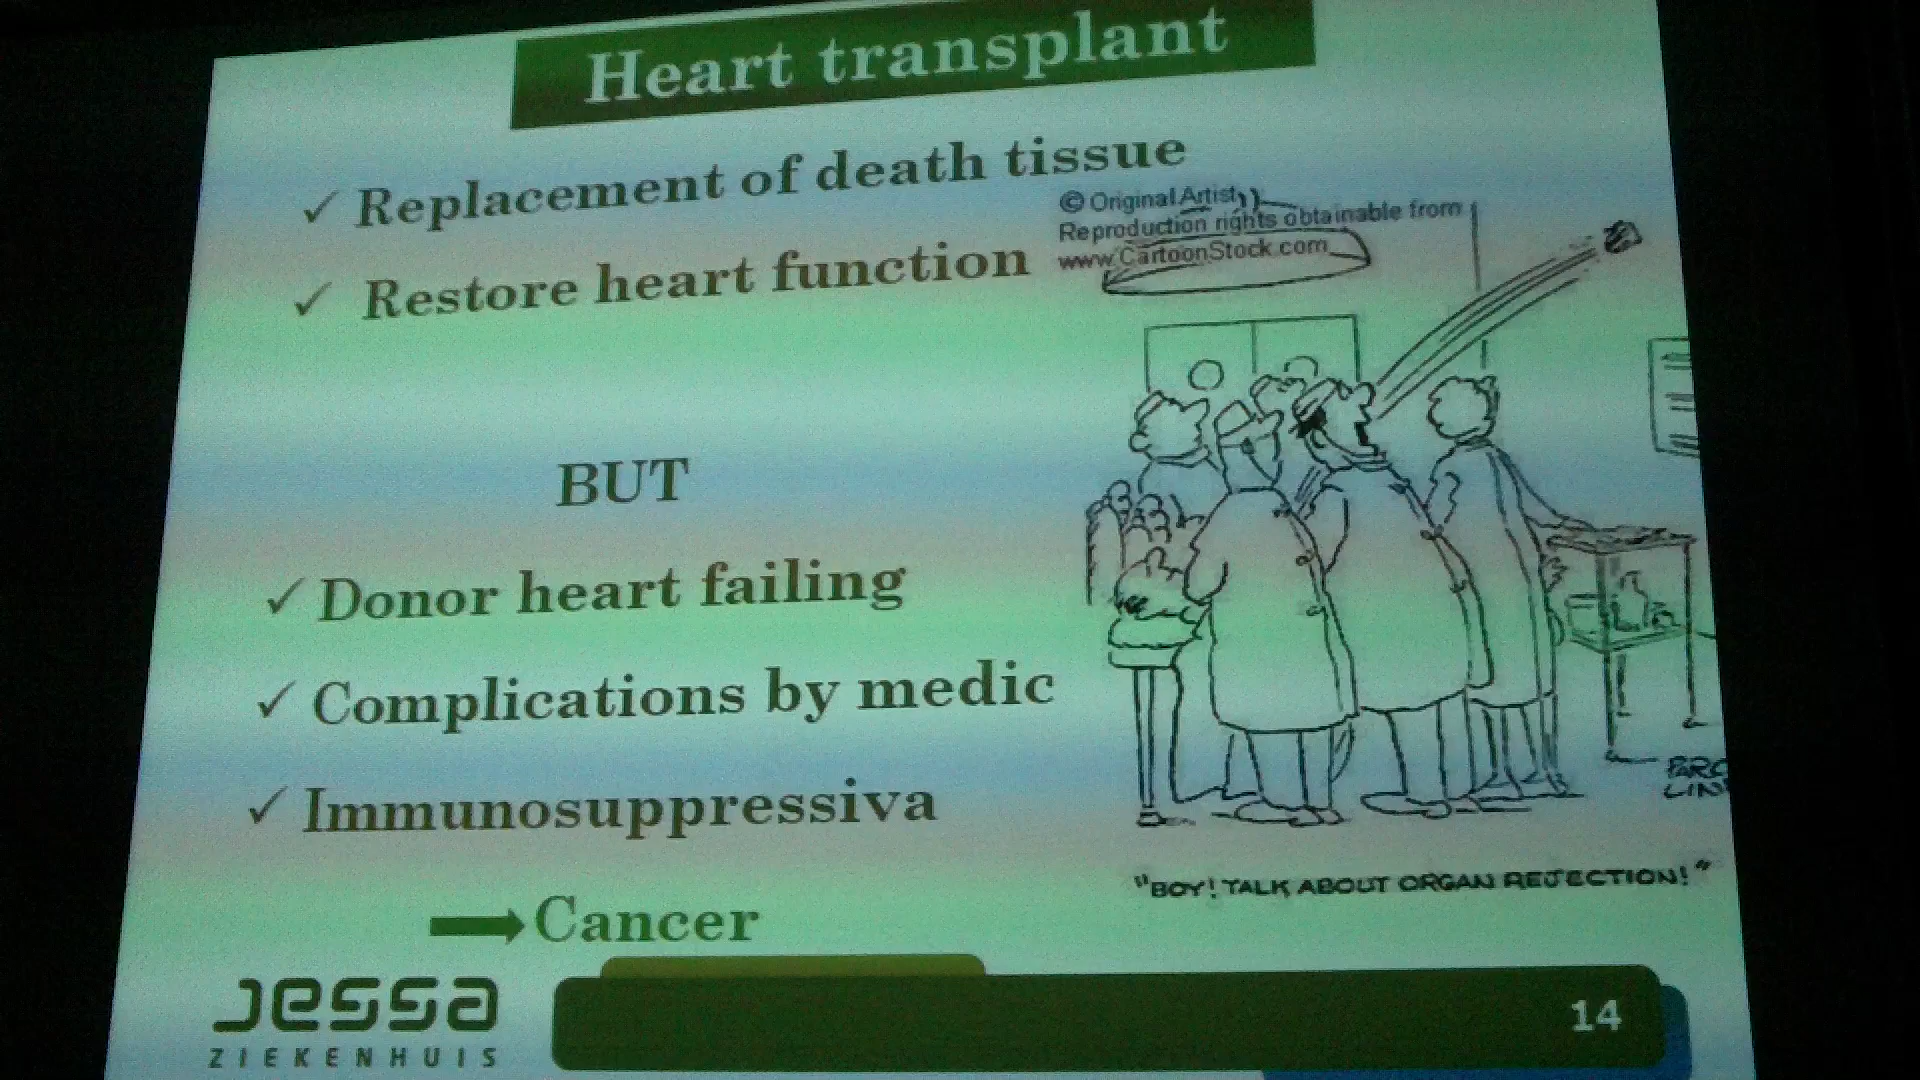 Heart transplant
✓ Replacement of death tissue
© Original Artist
Reproduction rights obtainable from
www.CartoonStock.com
✓ Restore heart function
BUT
✓ Donor heart failing
✓ Complications by medic
✓ Immunosuppressiva
"BOY! TALK ABOUT ORGAN REJECTION!"
➡ Cancer
Jessa
ZIEKENHUIS
14